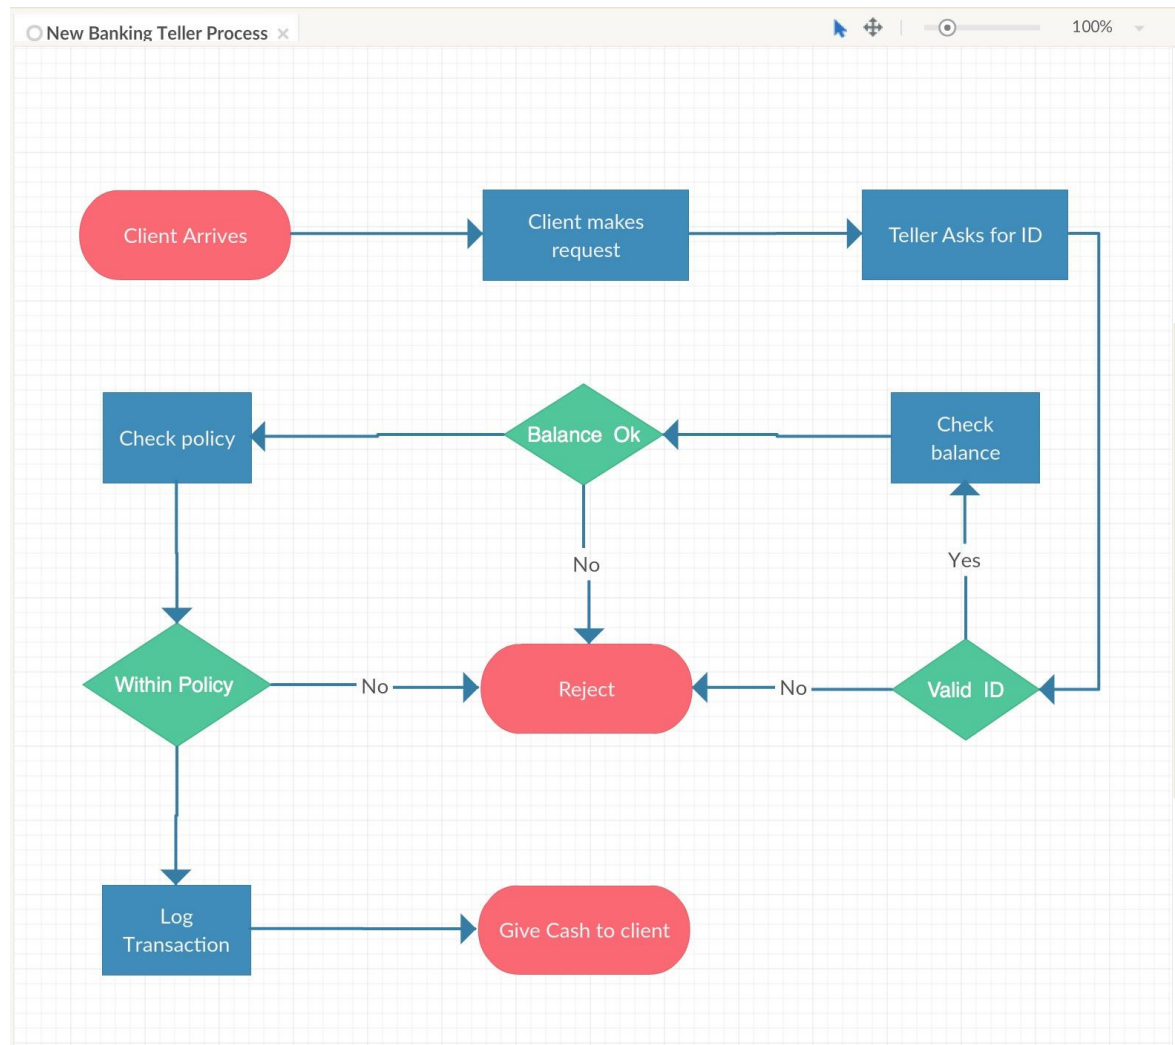 New Banking Teller Process
100%
Client Arrives
Client makes
request
Teller Asks for ID
Check policy
Balance Ok
Check
balance
No
Yes
Within Policy
No
Reject
No
Valid ID
Log
Transaction
Give Cash to client